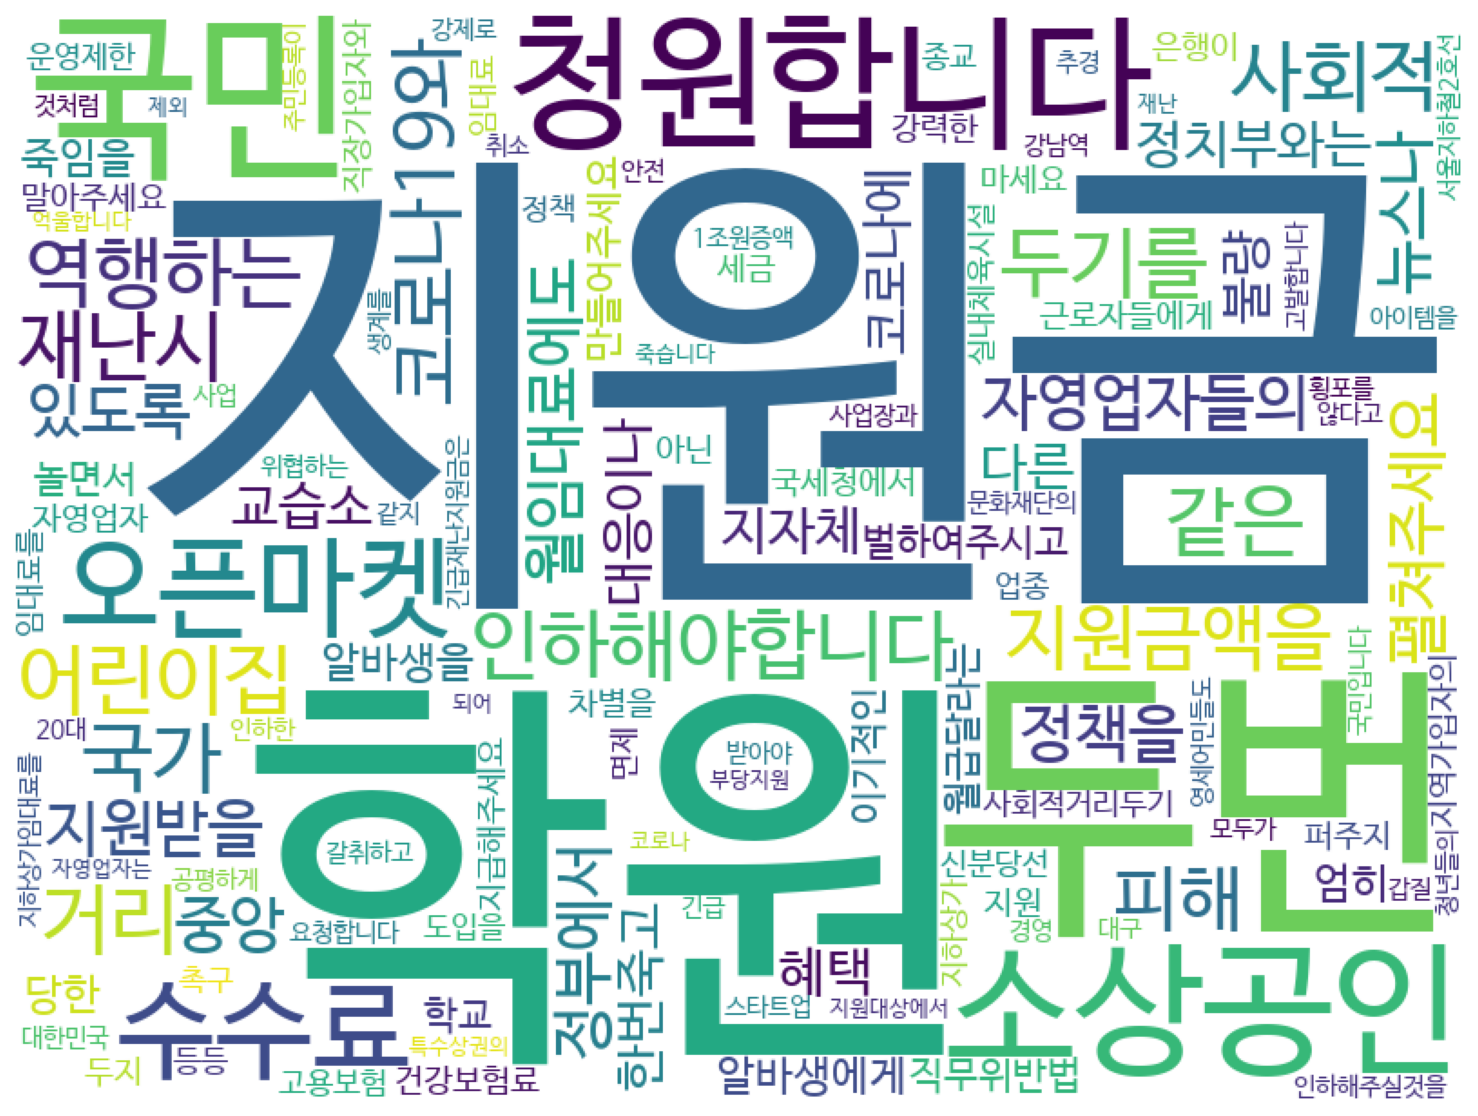 국민
청원합니다
지원금
학원
두번
소상공인
오픈마켓
수수료
인하해야합니다
운영제한
것처럼
제외
주민등록이
직장가입자와
강제로
코로나19와
임대료
취소
종교
추경
은행이
강력한
강남역
재난
사회적
정치부와는
뉴스나
서울지하철2호선
죽임을
말아주세요
억울합니다
역행하는
재난시
있도록
사업
생계를
정책
안전
만들어주세요
월임대료에도
1조원증액
세금
죽습니다
코로나에
마세요
실내체육시설
두기를
불량
고발합니다
근로자들에게
아이템을
자영업자들의
횡포를
않다고
사업장과
아닌
국세청에서
다른
문화재단의
같은
펼쳐주세요
놀면서
위협하는
자영업자
교습소
같지
긴급재난지원금은
대응이나
지자체
벌하여주시고
업종
임대료를
어린이집
알바생을
지원금액을
국민입니다
20대
국가
인하한
되어
차별을
면제
받아야
부당지원
이기적인
월급달라는
정책을
영세어민들도
청년들의지역가입자의
사회적거리두기
모두가
퍼주지
지하상가임대료를
지원받을
자영업자는
공평하게
갈취하고
지급해주세요
코로나
신분당선
엄히
갑질
거리
중앙
요청합니다
도입을
정부에서
한번죽고
긴급
혜택
지하상가
지원
피해
경영
대구
당한
촉구
대한민국
두지
등등
학교
특수상권의
고용보험
건강보험료
스타트업
지원대상에서
알바생에게
직무위반법
인하해주실것을